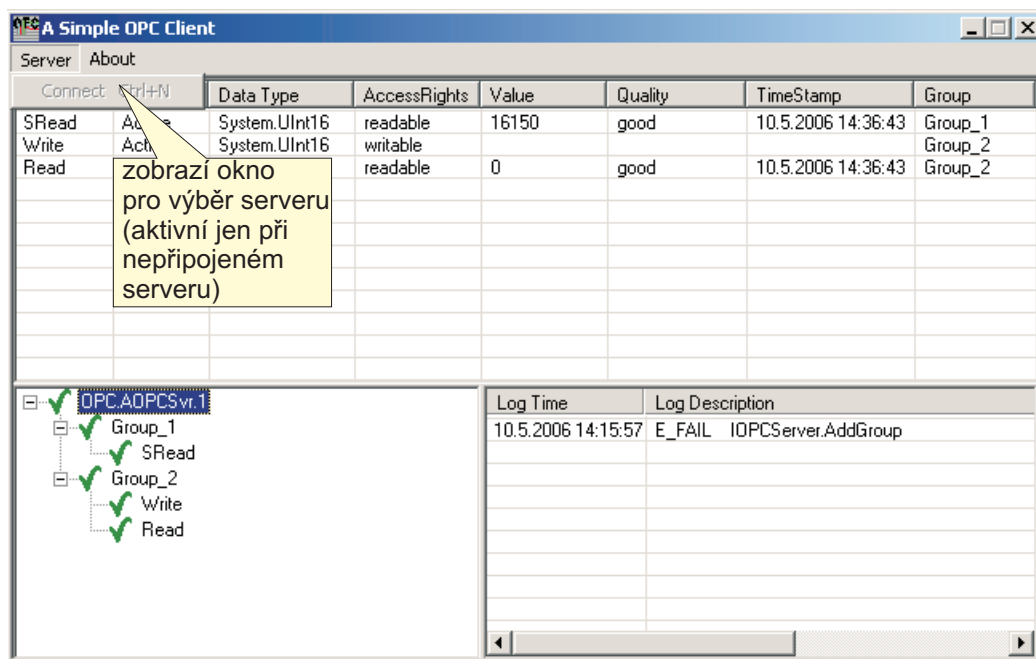 OPC A Simple OPC Client
Server About
Connect Ctrl+N Data Type AccessRights Value Quality TimeStamp Group
SRead System.UInt16 readable 16150 good 10.5.2006 14:36:43 Group_1
Write System.UInt16 writable Group_2
Read readable 0 good 10.5.2006 14:36:43 Group_2
zobrazí okno
pro výběr serveru
(aktivní jen při
nepřipojeném
serveru)
OPC.AOPCSvr.1
Group_1
SRead
Group_2
Write
Read
Log Time Log Description
10.5.2006 14:15:57 E_FAIL IOPCServer.AddGroup